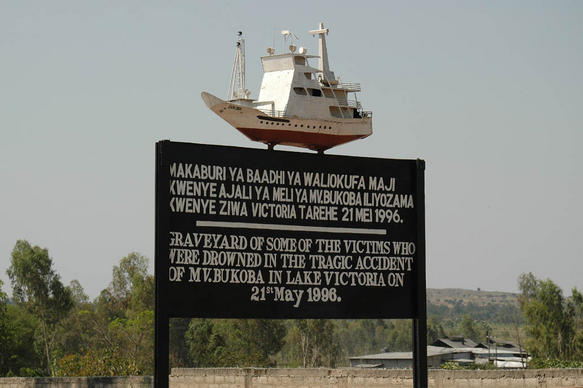 MAKABURI YA BAADHI YA WALIOKUFA MAJI
KWENYE AJALI YA MELI YA MV.BUKOBA ILIYOZAMA
KWENYE ZIWA VICTORIA TAREHE 21 MEI 1996.
GRAVEYARD OF SOME OF THE VICTIMS WHO
WERE DROWNED IN THE TRAGIC ACCIDENT
OF MV.BUKOBA IN LAKE VICTORIA ON
21ST May 1996.